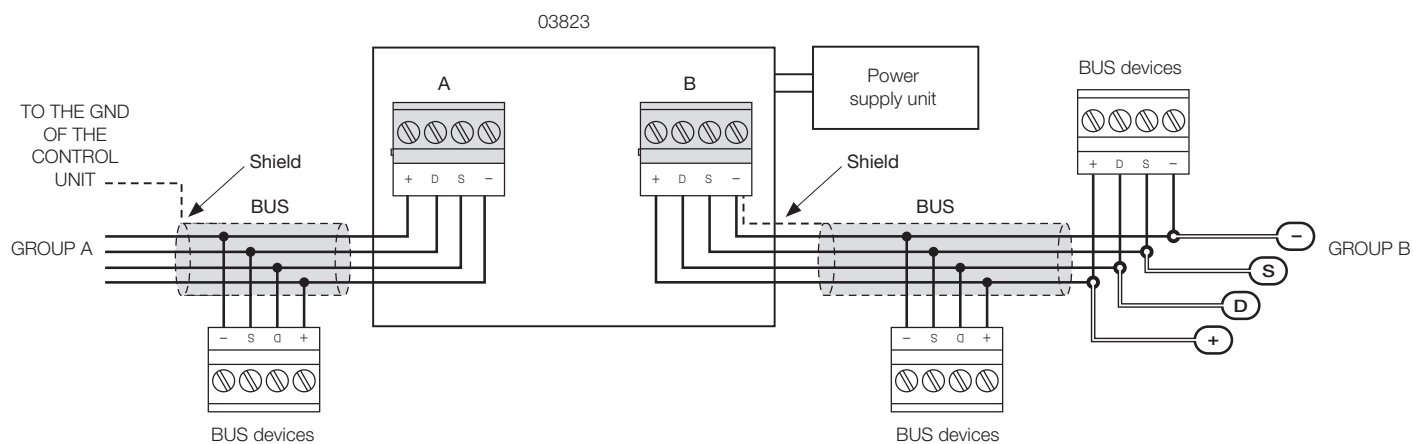 03823
A
B
Power
supply unit
BUS devices
TO THE GND
OF THE
CONTROL
UNIT
Shield
+ D S −
+ D S −
Shield
+ D S −
BUS
BUS
GROUP A
−
GROUP B
S
D
+
− S D +
− S D +
BUS devices
BUS devices